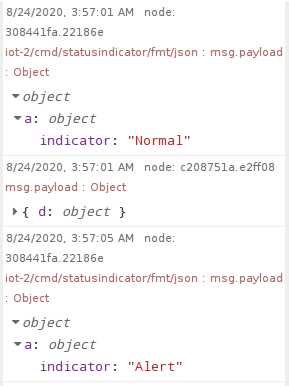 8/24/2020, 3:57:01 AM node:
308441fa.22186e
iot-2/cmd/statusindicator/fmt/json : msg.payload
: Object
object
a: object
indicator: "Normal"
8/24/2020, 3:57:01 AM node: c208751a.e2ff08
msg.payload : Object
{ d: object }
8/24/2020, 3:57:05 AM node:
308441fa.22186e
iot-2/cmd/statusindicator/fmt/json : msg.payload
: Object
object
a: object
indicator: "Alert"